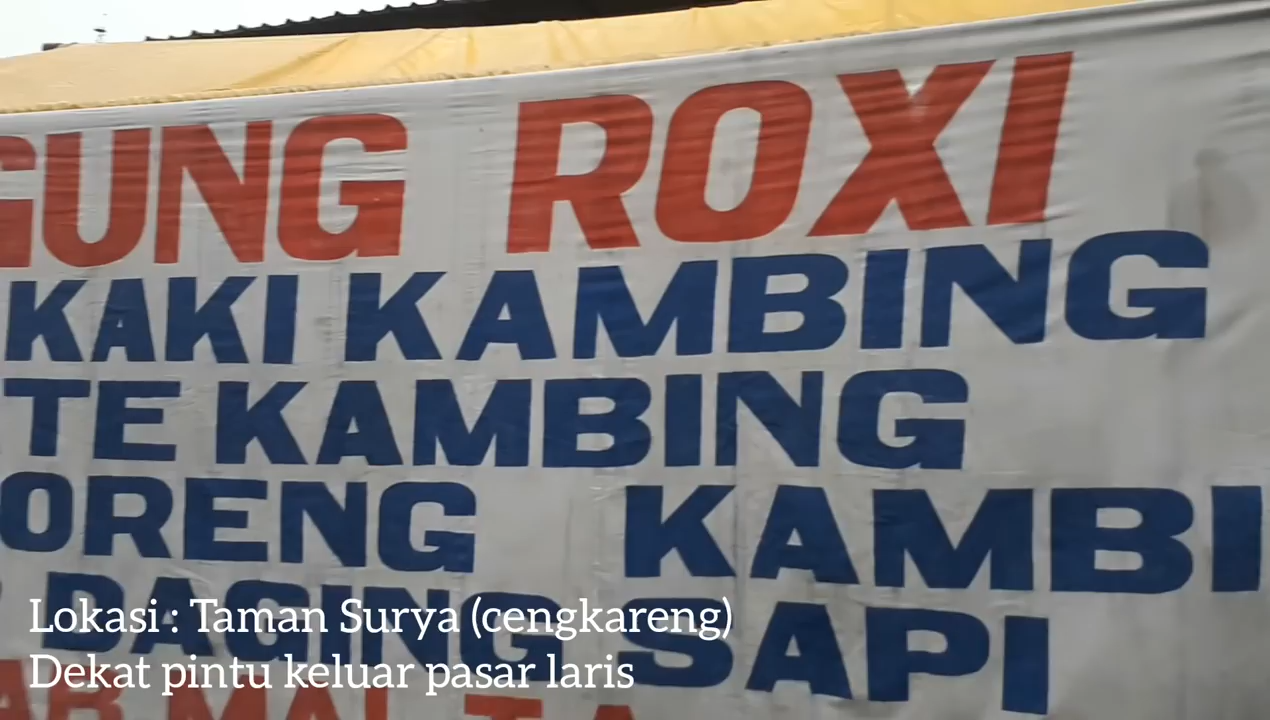 GUNG ROXI
KAKI KAMBING
TE KAMBING
ORENG KAMBI
DAGING SAPI
Lokasi : Taman Surya (cengkareng)
Dekat pintu keluar pasar laris